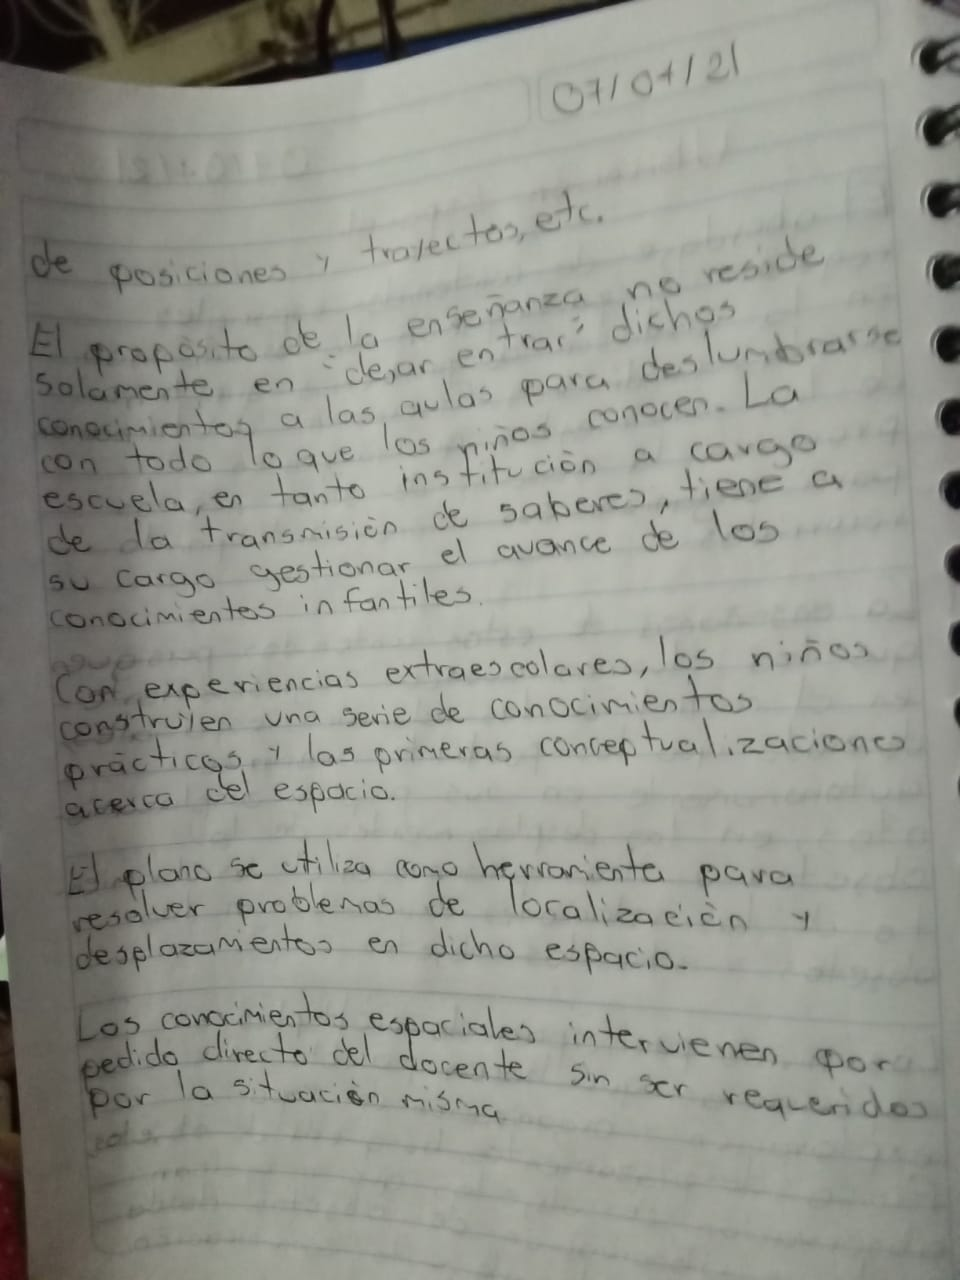 07/01/21
de posiciones y trayectos, etc.
El propósito de la enseñanza no reside
solamente en "dejar entrar" dichos
conocimientos a las aulas para deslumbrarse
con todo lo que los niños conocen. La
escuela, en tanto institución a cargo
de la transmisión de saberes, tiene a
su cargo gestionar el avance de los
conocimientos infantiles.
Con experiencias extraescolares, los niños
construyen una serie de conocimientos
prácticos y las primeras conceptualizaciones
acerca del espacio.
El plano se utiliza como herramienta para
resolver problemas de localización y
desplazamientos en dicho espacio.
Los conocimientos espaciales intervienen por
pedido directo del docente sin ser requeridos
por la situación misma